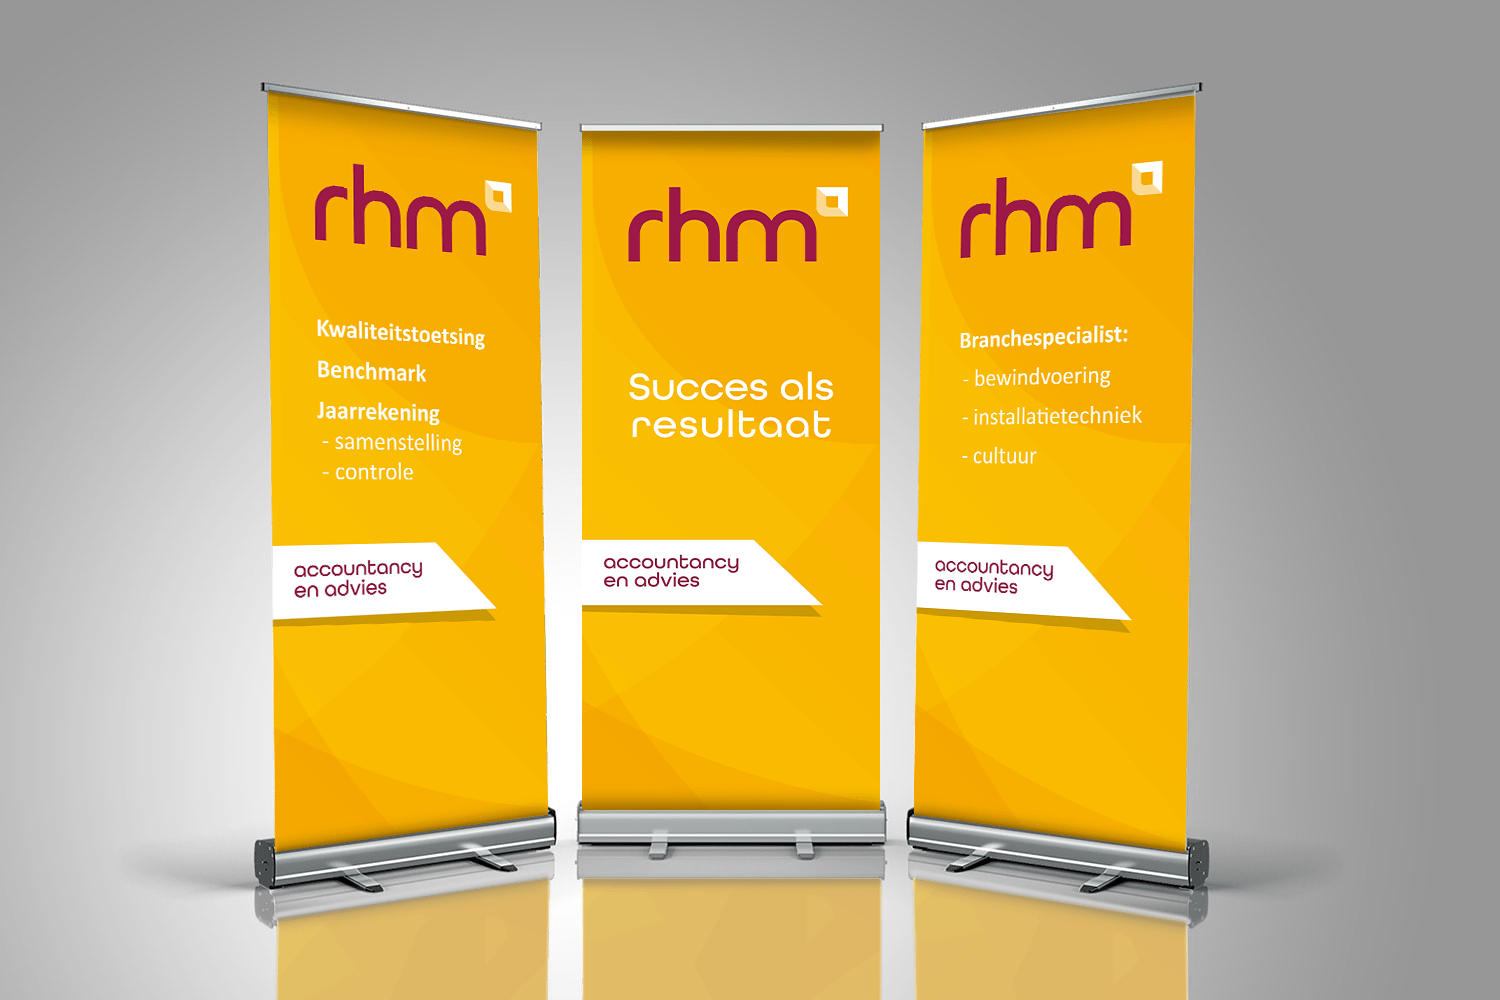 rhm
Kwaliteitstoetsing
Benchmark
Jaarrekening
- samenstelling
- controle
accountancy
en advies
rhm
Succes als
resultaat
accountancy
en advies
rhm
Branchespecialist:
- bewindvoering
- installatietechniek
- cultuur
accountancy
en advies